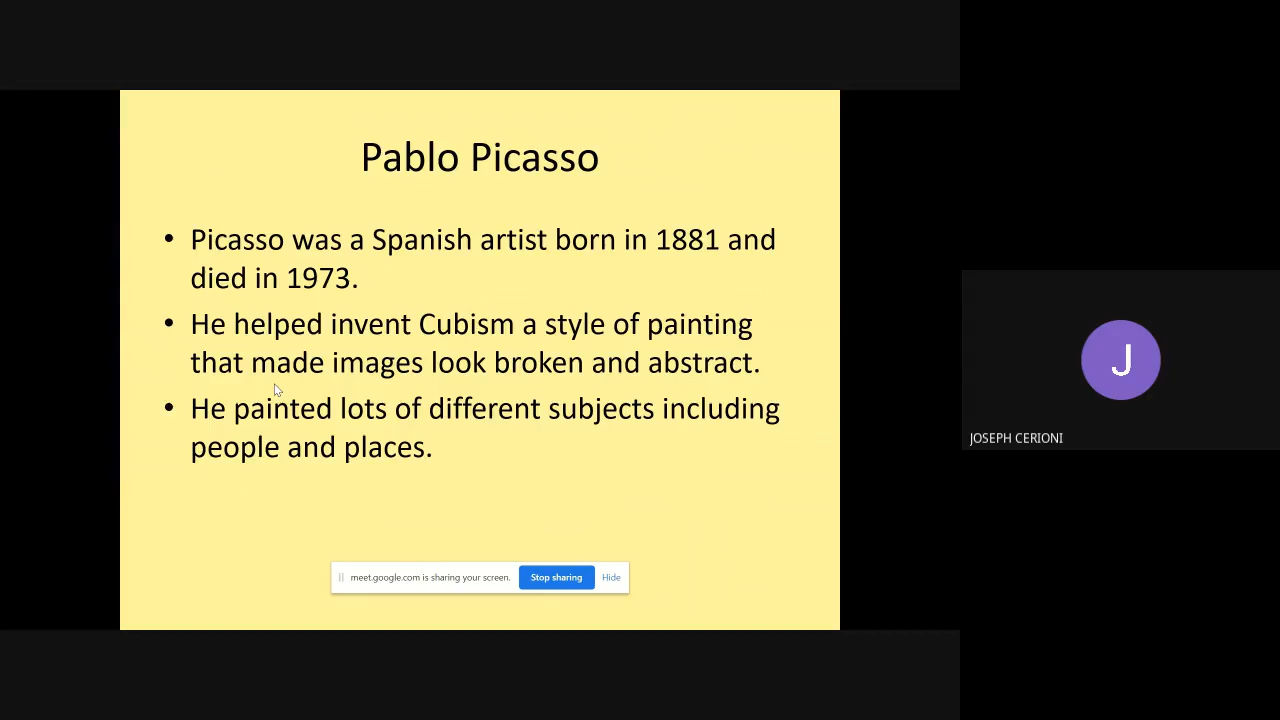 Pablo Picasso
• Picasso was a Spanish artist born in 1881 and
died in 1973.
• He helped invent Cubism a style of painting
that made images look broken and abstract.
• He painted lots of different subjects including
people and places.
meet.google.com is sharing your screen. Stop sharing Hide
J
JOSEPH CERIONI